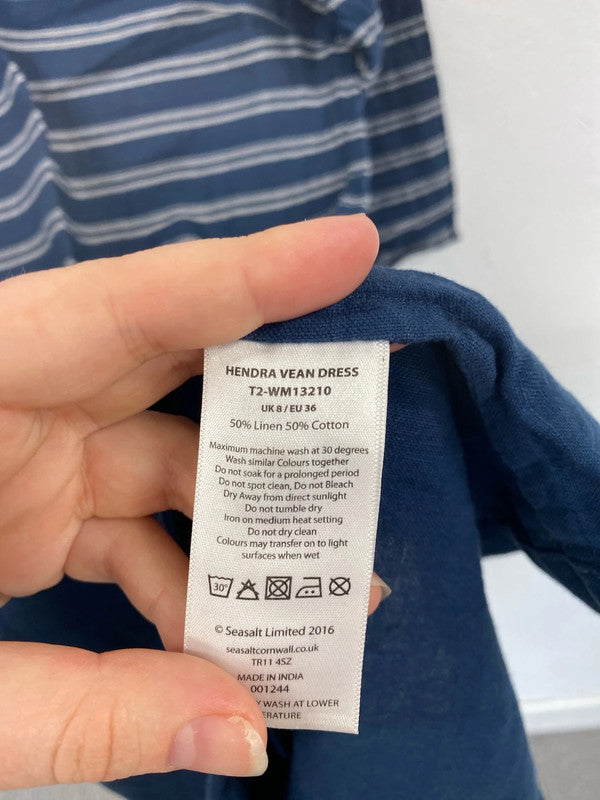 HENDRA VEAN DRESS
T2-WM13210
UK 8 / EU 36
50% Linen 50% Cotton
Maximum machine wash at 30 degrees
Wash similar Colours together
Do not soak for a prolonged period
Do not spot clean, Do not Bleach
Dry Away from direct sunlight
Do not tumble dry
Iron on medium heat setting
Do not dry clean
Colours may transfer on to light
surfaces when wet
30°
© Seasalt Limited 2016
seasaltcornwall.co.uk
TR11 4SZ
MADE IN INDIA
001244
WASH AT LOWER